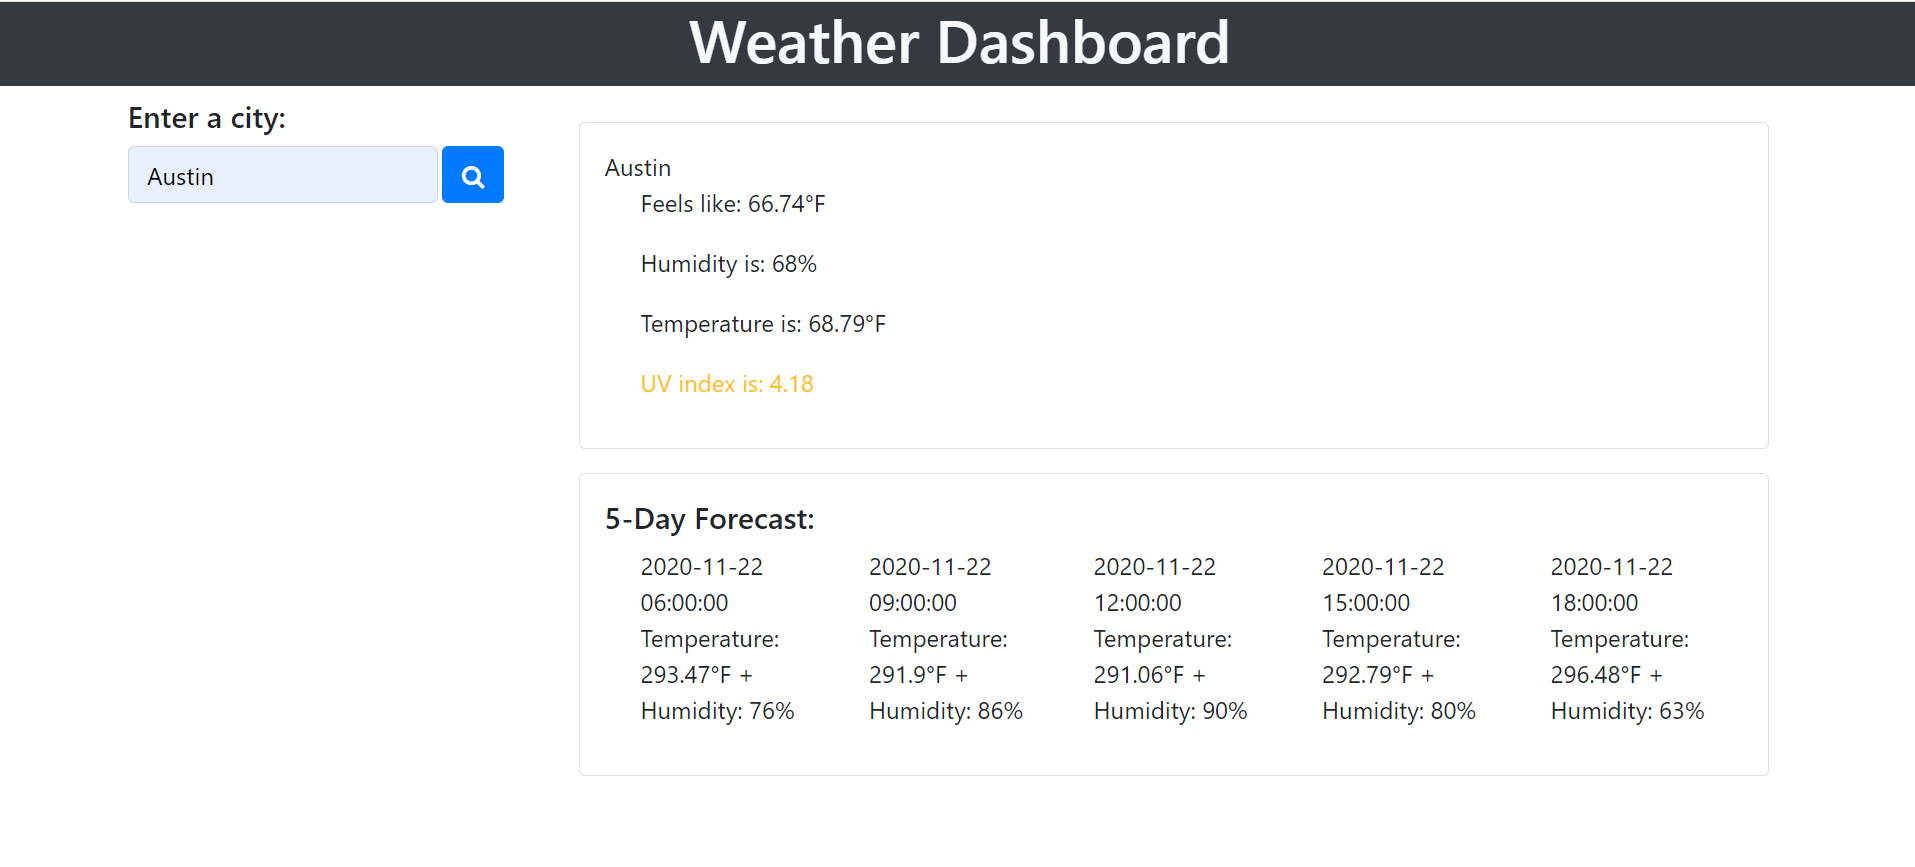 Weather Dashboard
Enter a city:
Austin
Austin
Feels like: 66.74°F
Humidity is: 68%
Temperature is: 68.79°F
UV index is: 4.18
5-Day Forecast:
2020-11-22
06:00:00
Temperature:
293.47°F +
Humidity: 76%
2020-11-22
09:00:00
Temperature:
291.9°F +
Humidity: 86%
2020-11-22
12:00:00
Temperature:
291.06°F +
Humidity: 90%
2020-11-22
15:00:00
Temperature:
292.79°F +
Humidity: 80%
2020-11-22
18:00:00
Temperature:
296.48°F +
Humidity: 63%